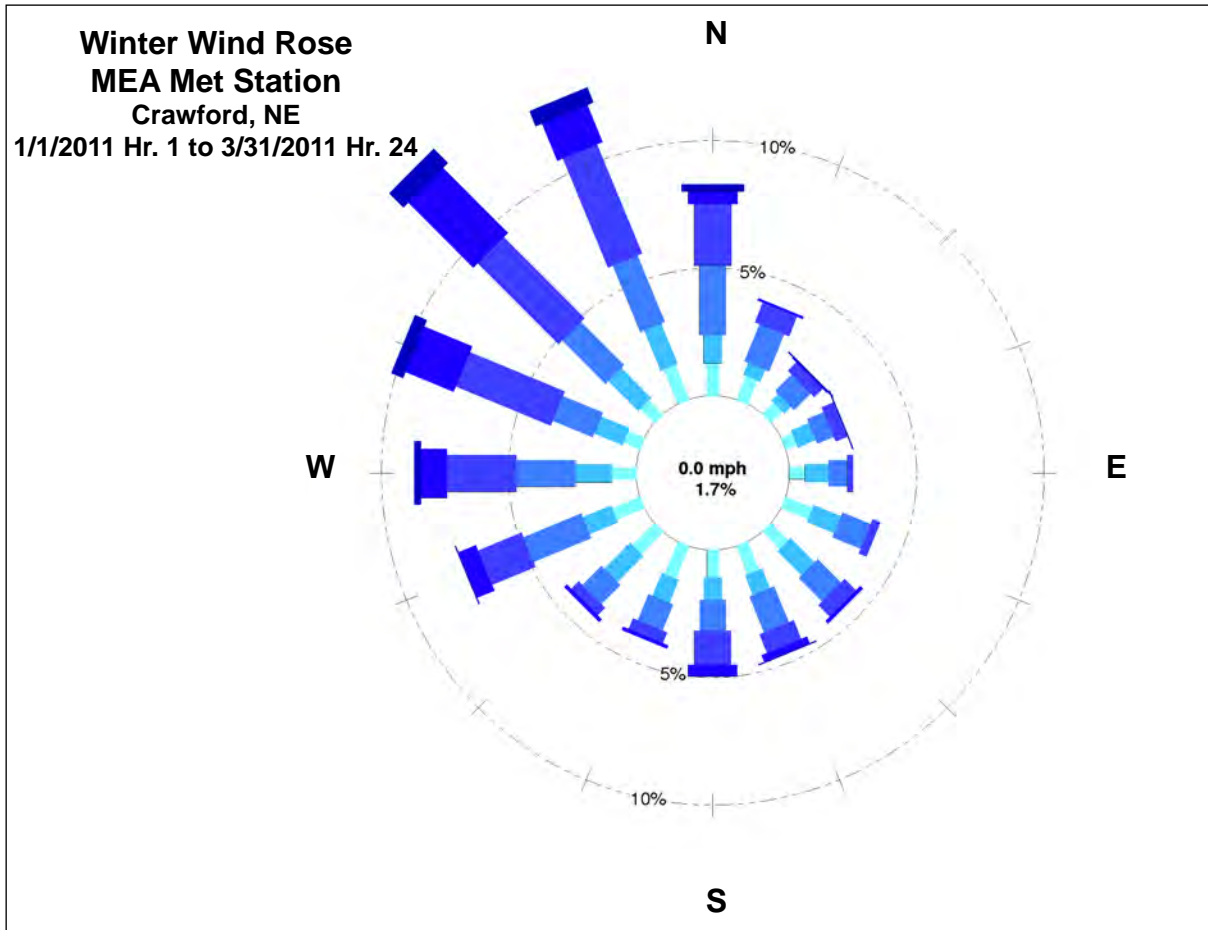 N
Winter Wind Rose
MEA Met Station
Crawford, NE
1/1/2011 Hr. 1 to 3/31/2011 Hr. 24
10%
5%
W
0.0 mph
1.7%
E
5%
10%
S